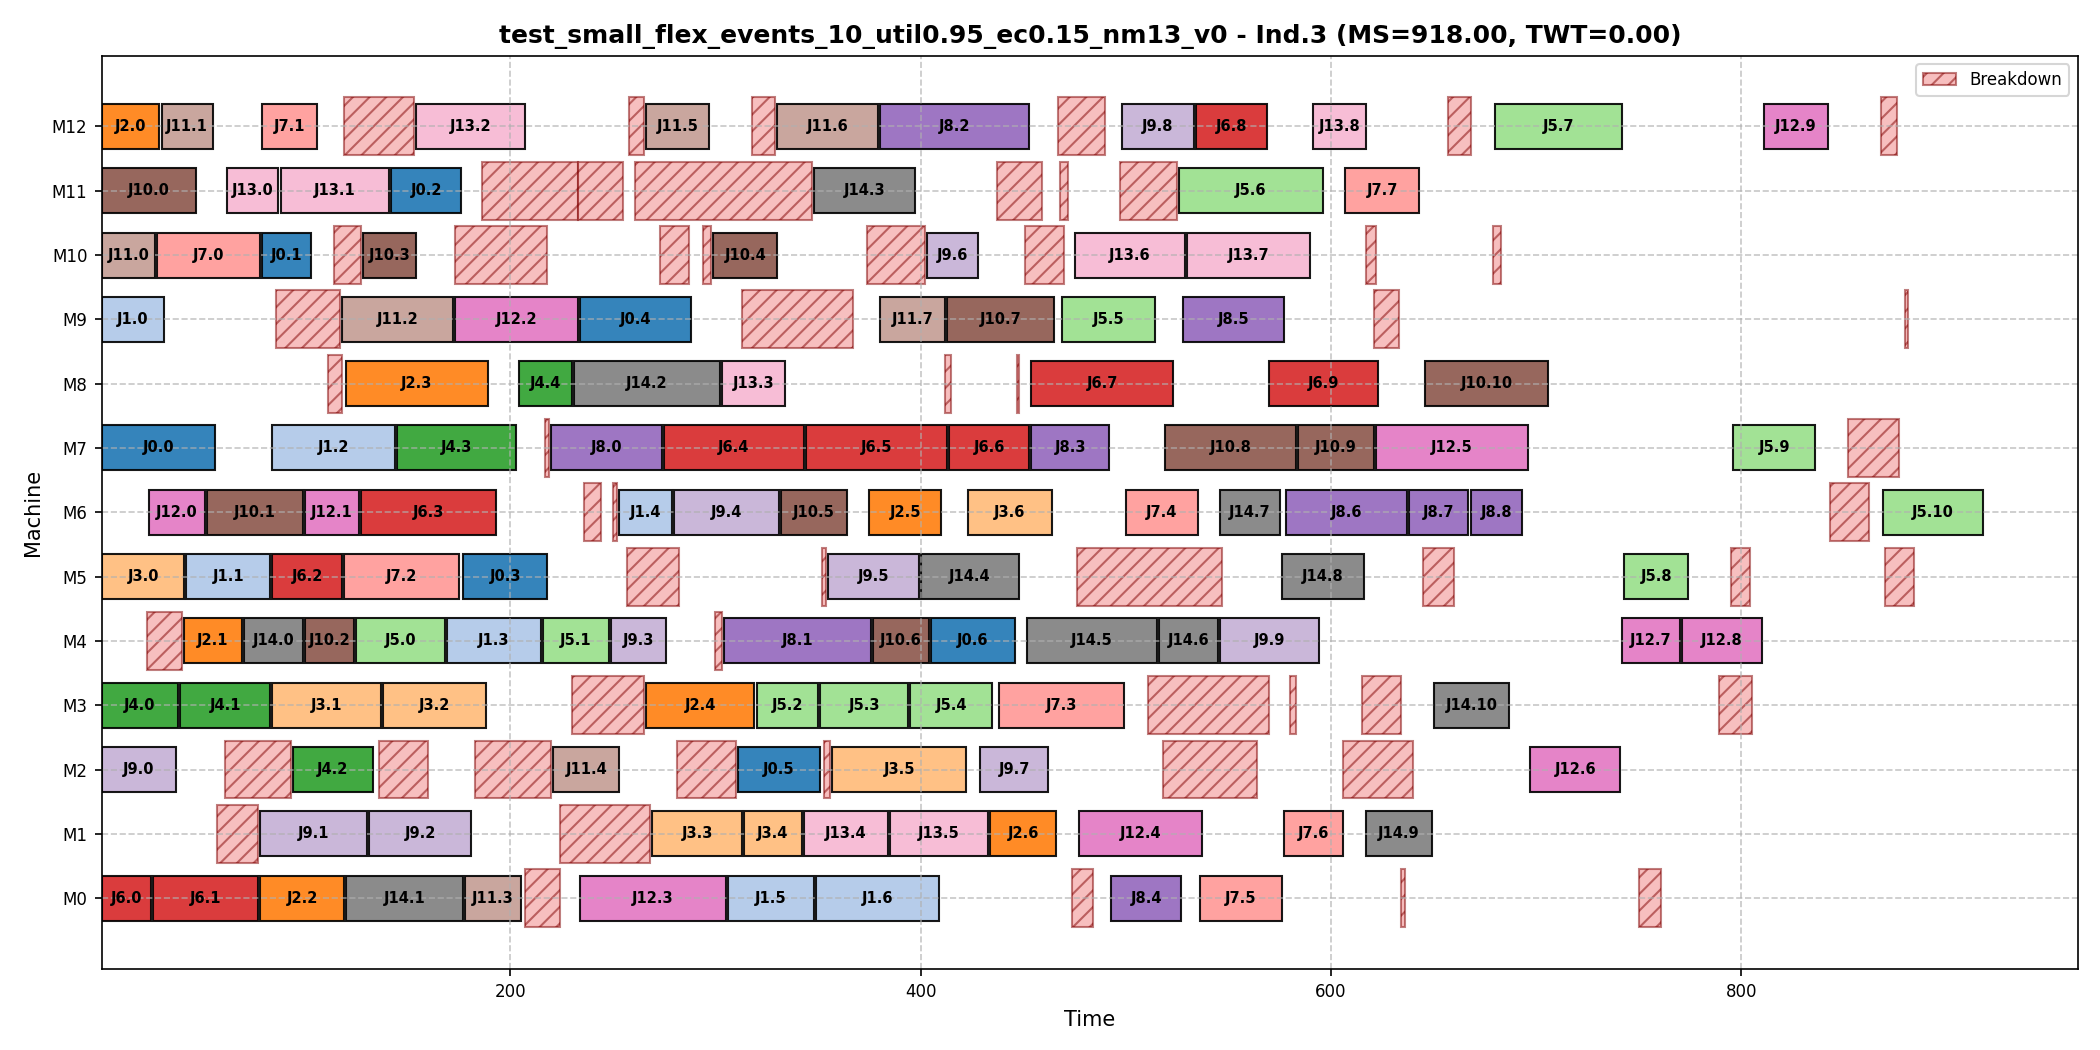 test_small_flex_events_10_util0.95_ec0.15_nm13_v0 - Ind.3 (MS=918.00, TWT=0.00)
Breakdown
M12 J2.0 J11.1 J7.1 J13.2 J11.5 J11.6 J8.2 J9.8 J6.8 J13.8 J5.7 J12.9
M11 J10.0 J13.0 J13.1 J0.2 J14.3 J5.6 J7.7
M10 J11.0 J7.0 J0.1 J10.3 J10.4 J9.6 J13.6 J13.7
M9 J1.0 J11.2 J12.2 J0.4 J11.7 J10.7 J5.5 J8.5
M8 J2.3 J4.4 J14.2 J13.3 J6.7 J6.9 J10.10
M7 J0.0 J1.2 J4.3 J8.0 J6.4 J6.5 J6.6 J8.3 J10.8 J10.9 J12.5 J5.9
M6 J12.0 J10.1 J12.1 J6.3 J1.4 J9.4 J10.5 J2.5 J3.6 J7.4 J14.7 J8.6 J8.7 J8.8 J5.10
M5 J3.0 J1.1 J6.2 J7.2 J0.3 J9.5 J14.4 J14.8 J5.8
M4 J2.1 J14.0 J10.2 J5.0 J1.3 J5.1 J9.3 J8.1 J10.6 J0.6 J14.5 J14.6 J9.9 J12.7 J12.8
M3 J4.0 J4.1 J3.1 J3.2 J2.4 J5.2 J5.3 J5.4 J7.3 J14.10
M2 J9.0 J4.2 J11.4 J0.5 J3.5 J9.7 J12.6
M1 J9.1 J9.2 J3.3 J3.4 J13.4 J13.5 J2.6 J12.4 J7.6 J14.9
M0 J6.0 J6.1 J2.2 J14.1 J11.3 J12.3 J1.5 J1.6 J8.4 J7.5
Machine
200 400 600 800
Time